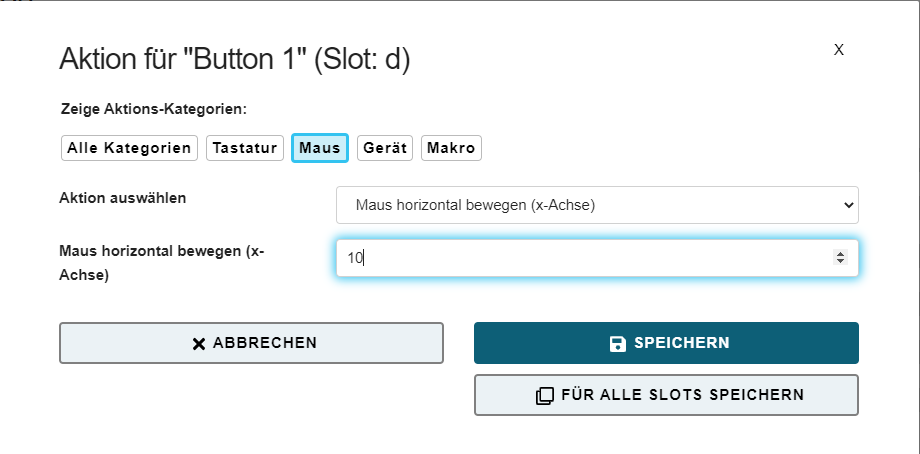 Aktion für "Button 1" (Slot: d)
X
Zeige Aktions-Kategorien:
Alle Kategorien Tastatur Maus Gerät Makro
Aktion auswählen
Maus horizontal bewegen (x-Achse)
Maus horizontal bewegen (x-
Achse)
10
ABBRECHEN
SPEICHERN
FÜR ALLE SLOTS SPEICHERN